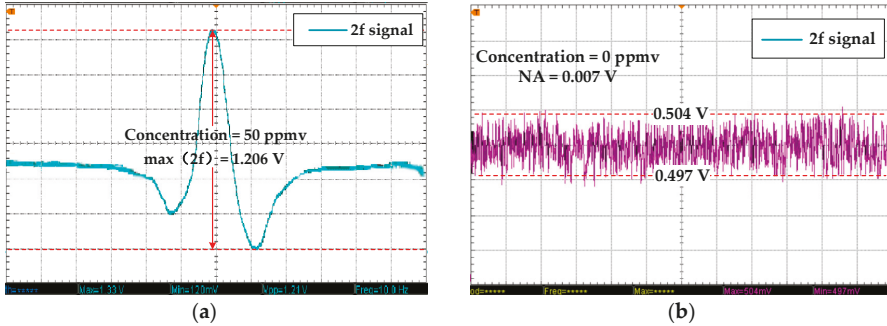 2f signal
Concentration = 50 ppmv
max（2f）= 1.206 V
Max=1.33 V Min=120mV Vpp=1.21V Freq=10.0 Hz
(a)
2f signal
Concentration = 0 ppmv
NA = 0.007 V
0.504 V
0.497 V
od=***** Freq=***** Max=***** Max=504mV Min=497mV
(b)